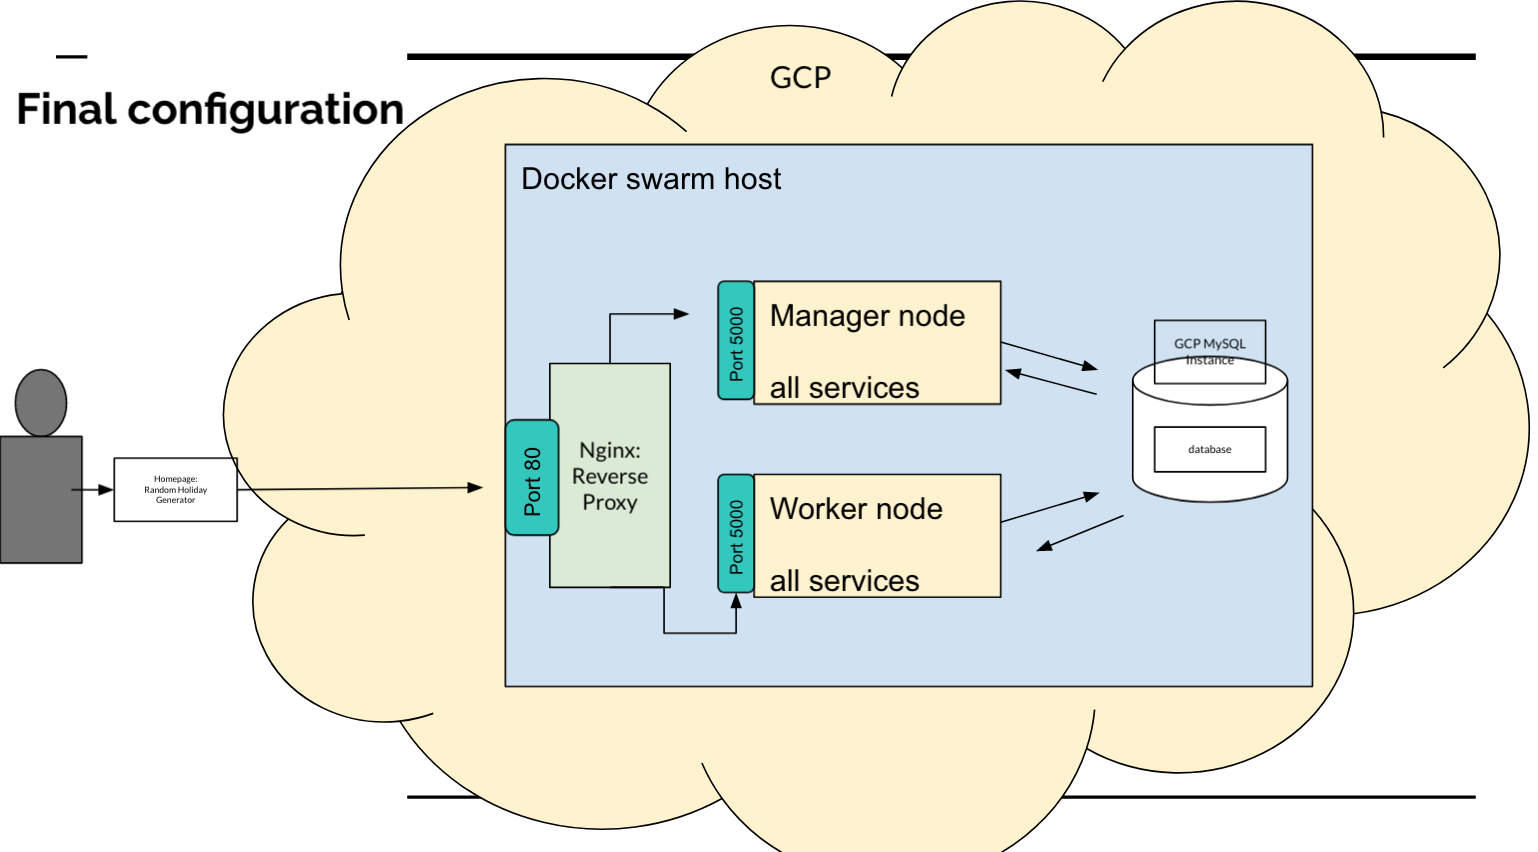 GCP
Final configuration
Docker swarm host
Port 5000
Manager node
all services
GCP MySQL
Instance
database
Homepage:
Random Holiday
Generator
Port 80
Nginx:
Reverse
Proxy
Port 5000
Worker node
all services